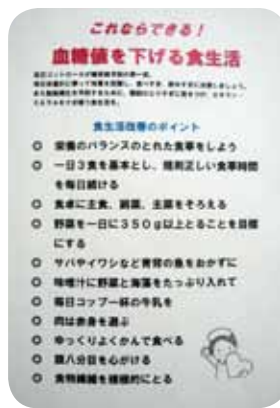 これならできる!
血糖値を下げる食生活
食生活改善のポイント
◎ 栄養のバランスのとれた食事をしよう
◎ 一日3食を基本とし、規則正しい食事時間
を毎日続ける
◎ 食卓に主食、副菜、主菜をそろえる
◎ 野菜を一日に350g以上とることを目標
にする
◎ サバやイワシなど青背の魚をおかずに
◎ 味噌汁に野菜と海藻をたっぷり入れて
◎ 毎日コップ一杯の牛乳を
◎ 肉は赤身を選ぶ
◎ ゆっくりよくかんで食べる
◎ 腹八分目を心がける
◎ 食物繊維を積極的にとる